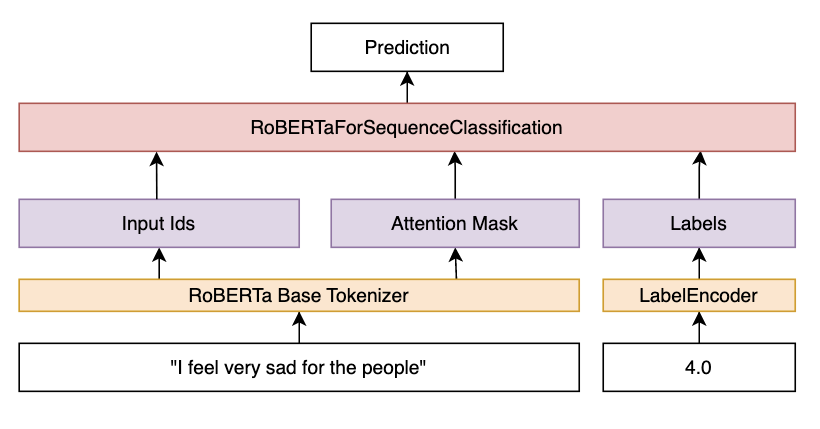 Prediction
RoBERTaForSequenceClassification
Input Ids
Attention Mask
Labels
RoBERTa Base Tokenizer
LabelEncoder
"I feel very sad for the people"
4.0